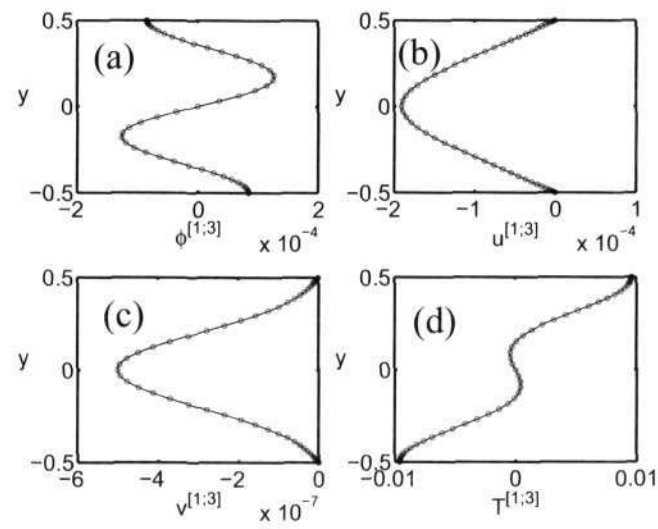 0.5
(a)
y
0
−0.5
−2 0 2
ϕ[1;3] x 10−4
0.5
(b)
y
0
−0.5
−2 −1 0 1
u[1;3] x 10−4
0.5
(c)
y
0
−0.5
−6 −4 −2 0
v[1;3] x 10−7
0.5
(d)
y
0
−0.5
−0.01 0 0.01
T[1;3]